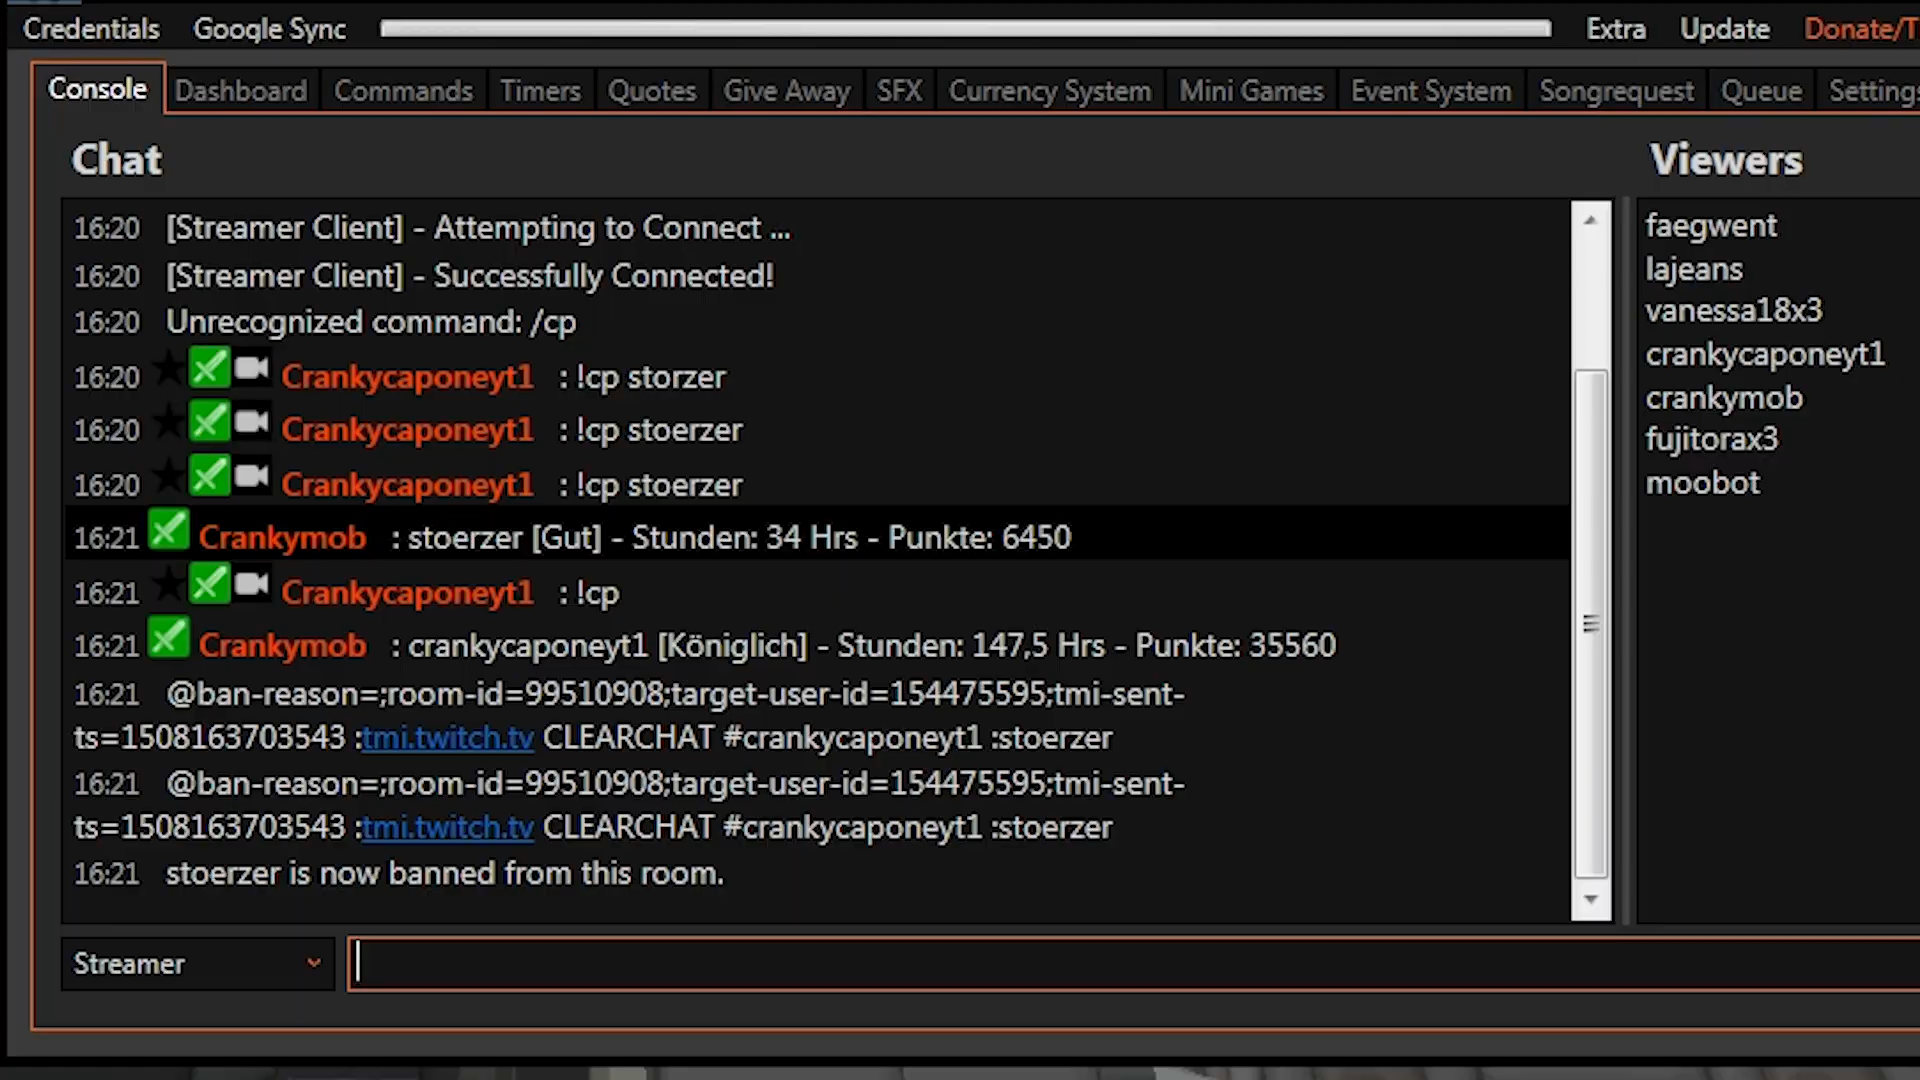 Credentials Google Sync Extra Update Donate/T
Console Dashboard Commands Timers Quotes Give Away SFX Currency System Mini Games Event System Songrequest Queue Settings
Chat
16:20 [Streamer Client] - Attempting to Connect ...
16:20 [Streamer Client] - Successfully Connected!
16:20 Unrecognized command: /cp
16:20 Crankycaponeyt1 : !cp storzer
16:20 Crankycaponeyt1 : !cp stoerzer
16:20 Crankycaponeyt1 : !cp stoerzer
16:21 Crankymob : stoerzer [Gut] - Stunden: 34 Hrs - Punkte: 6450
16:21 Crankycaponeyt1 : !cp
16:21 Crankymob : crankycaponeyt1 [Königlich] - Stunden: 147,5 Hrs - Punkte: 35560
16:21 @ban-reason=;room-id=99510908;target-user-id=154475595;tmi-sent-
ts=1508163703543 :tmi.twitch.tv CLEARCHAT #crankycaponeyt1 :stoerzer
16:21 @ban-reason=;room-id=99510908;target-user-id=154475595;tmi-sent-
ts=1508163703543 :tmi.twitch.tv CLEARCHAT #crankycaponeyt1 :stoerzer
16:21 stoerzer is now banned from this room.
Viewers
faegwent
lajeans
vanessa18x3
crankycaponeyt1
crankymob
fujitorax3
moobot
Streamer